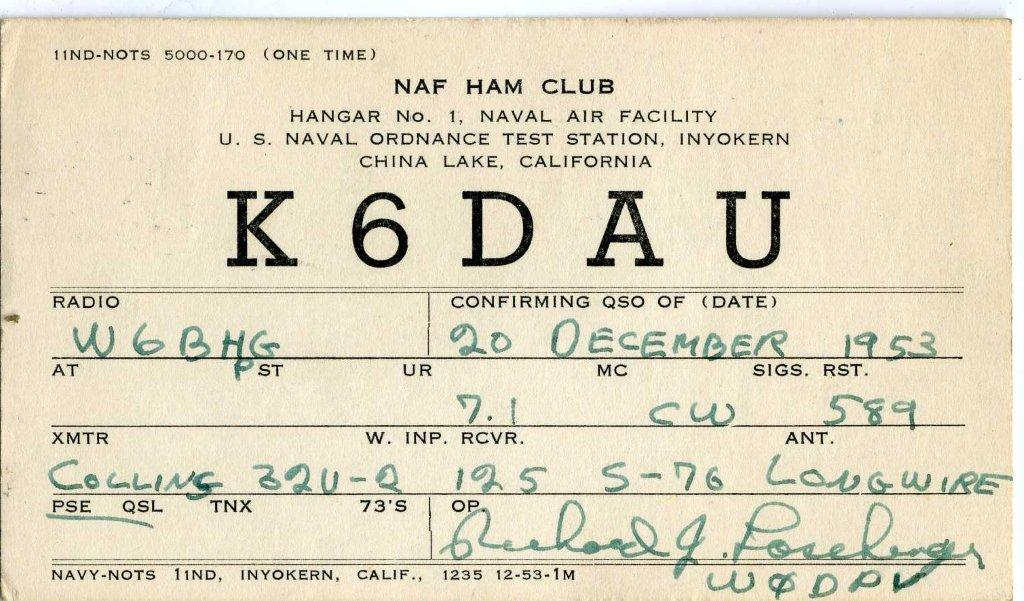 11ND-NOTS 5000-170 (ONE TIME)
NAF HAM CLUB
HANGAR No. 1, NAVAL AIR FACILITY
U. S. NAVAL ORDNANCE TEST STATION, INYOKERN
CHINA LAKE, CALIFORNIA
K6DAU
RADIO CONFIRMING QSO OF (DATE)
W6BHG 20 DECEMBER 1953
AT PST UR MC SIGS. RST.
7.1 CW 589
XMTR W. INP. RCVR. ANT.
COLLINS 32V-2 125 S-76 LONGWIRE
PSE QSL TNX 73'S OP.
Richard J.
NAVY-NOTS 11ND, INYOKERN, CALIF., 1235 12-53-1M